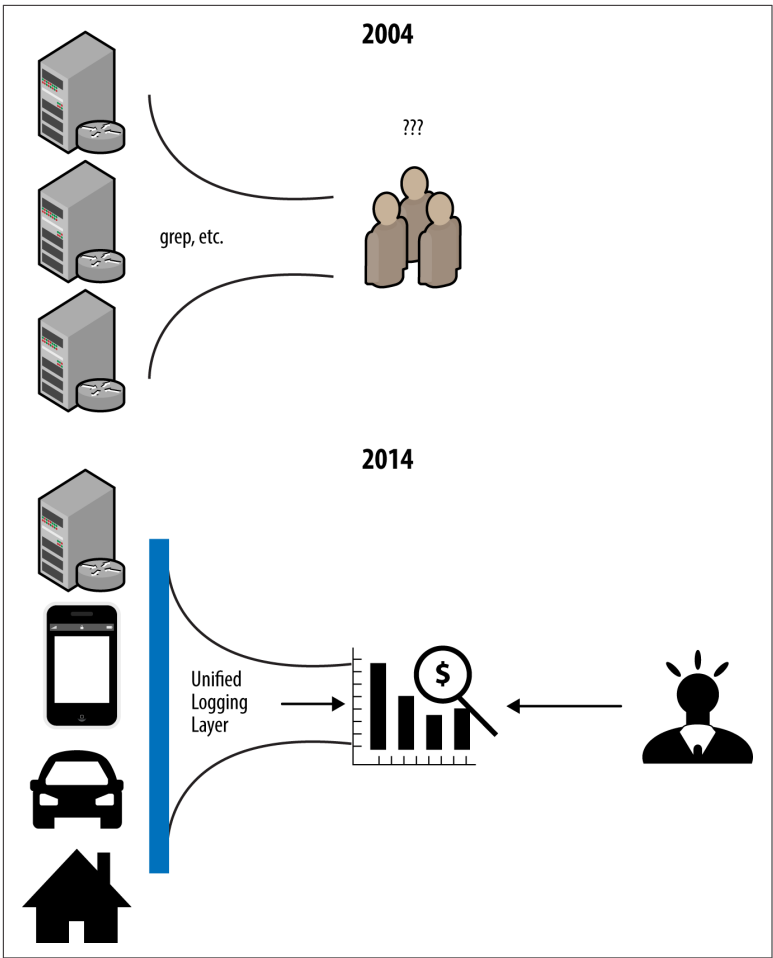 2004
???
grep, etc.
2014
Unified
Logging
Layer
$